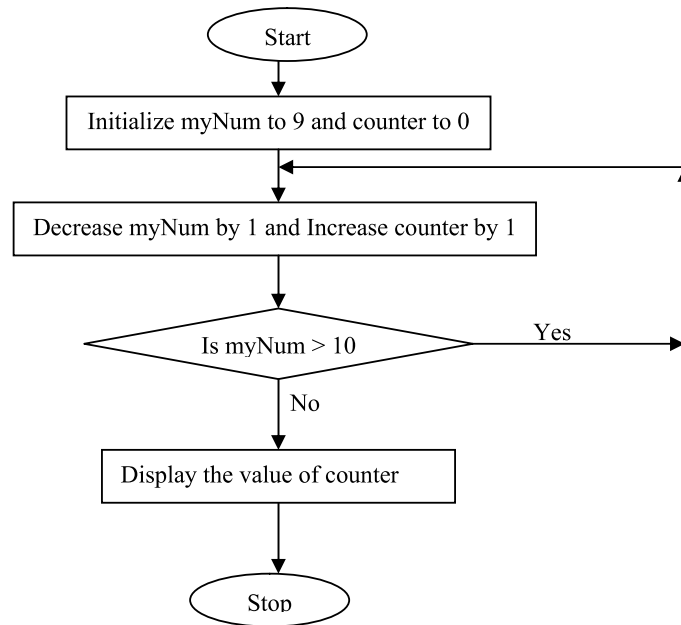 Start
Initialize myNum to 9 and counter to 0
Decrease myNum by 1 and Increase counter by 1
Is myNum > 10
Yes
No
Display the value of counter
Stop